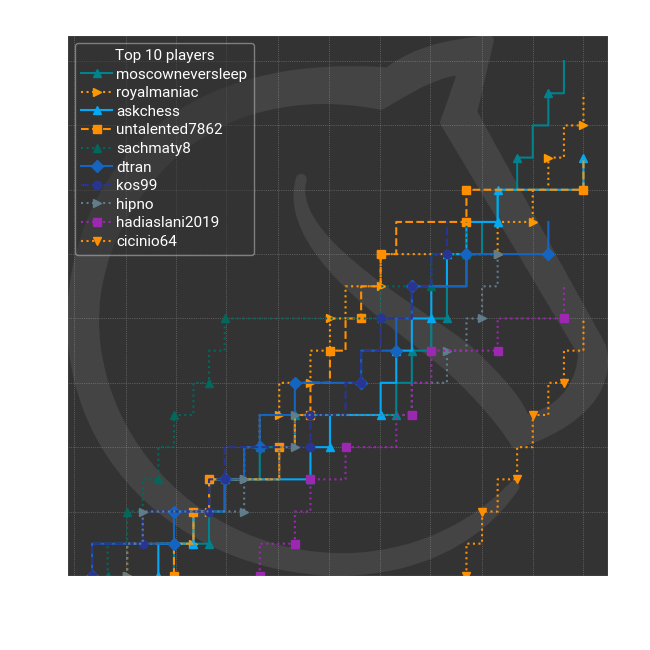 Top 10 players
moscowneversleep
royalmaniac
askchess
untalented7862
sachmaty8
dtran
kos99
hipno
hadiaslani2019
cicinio64